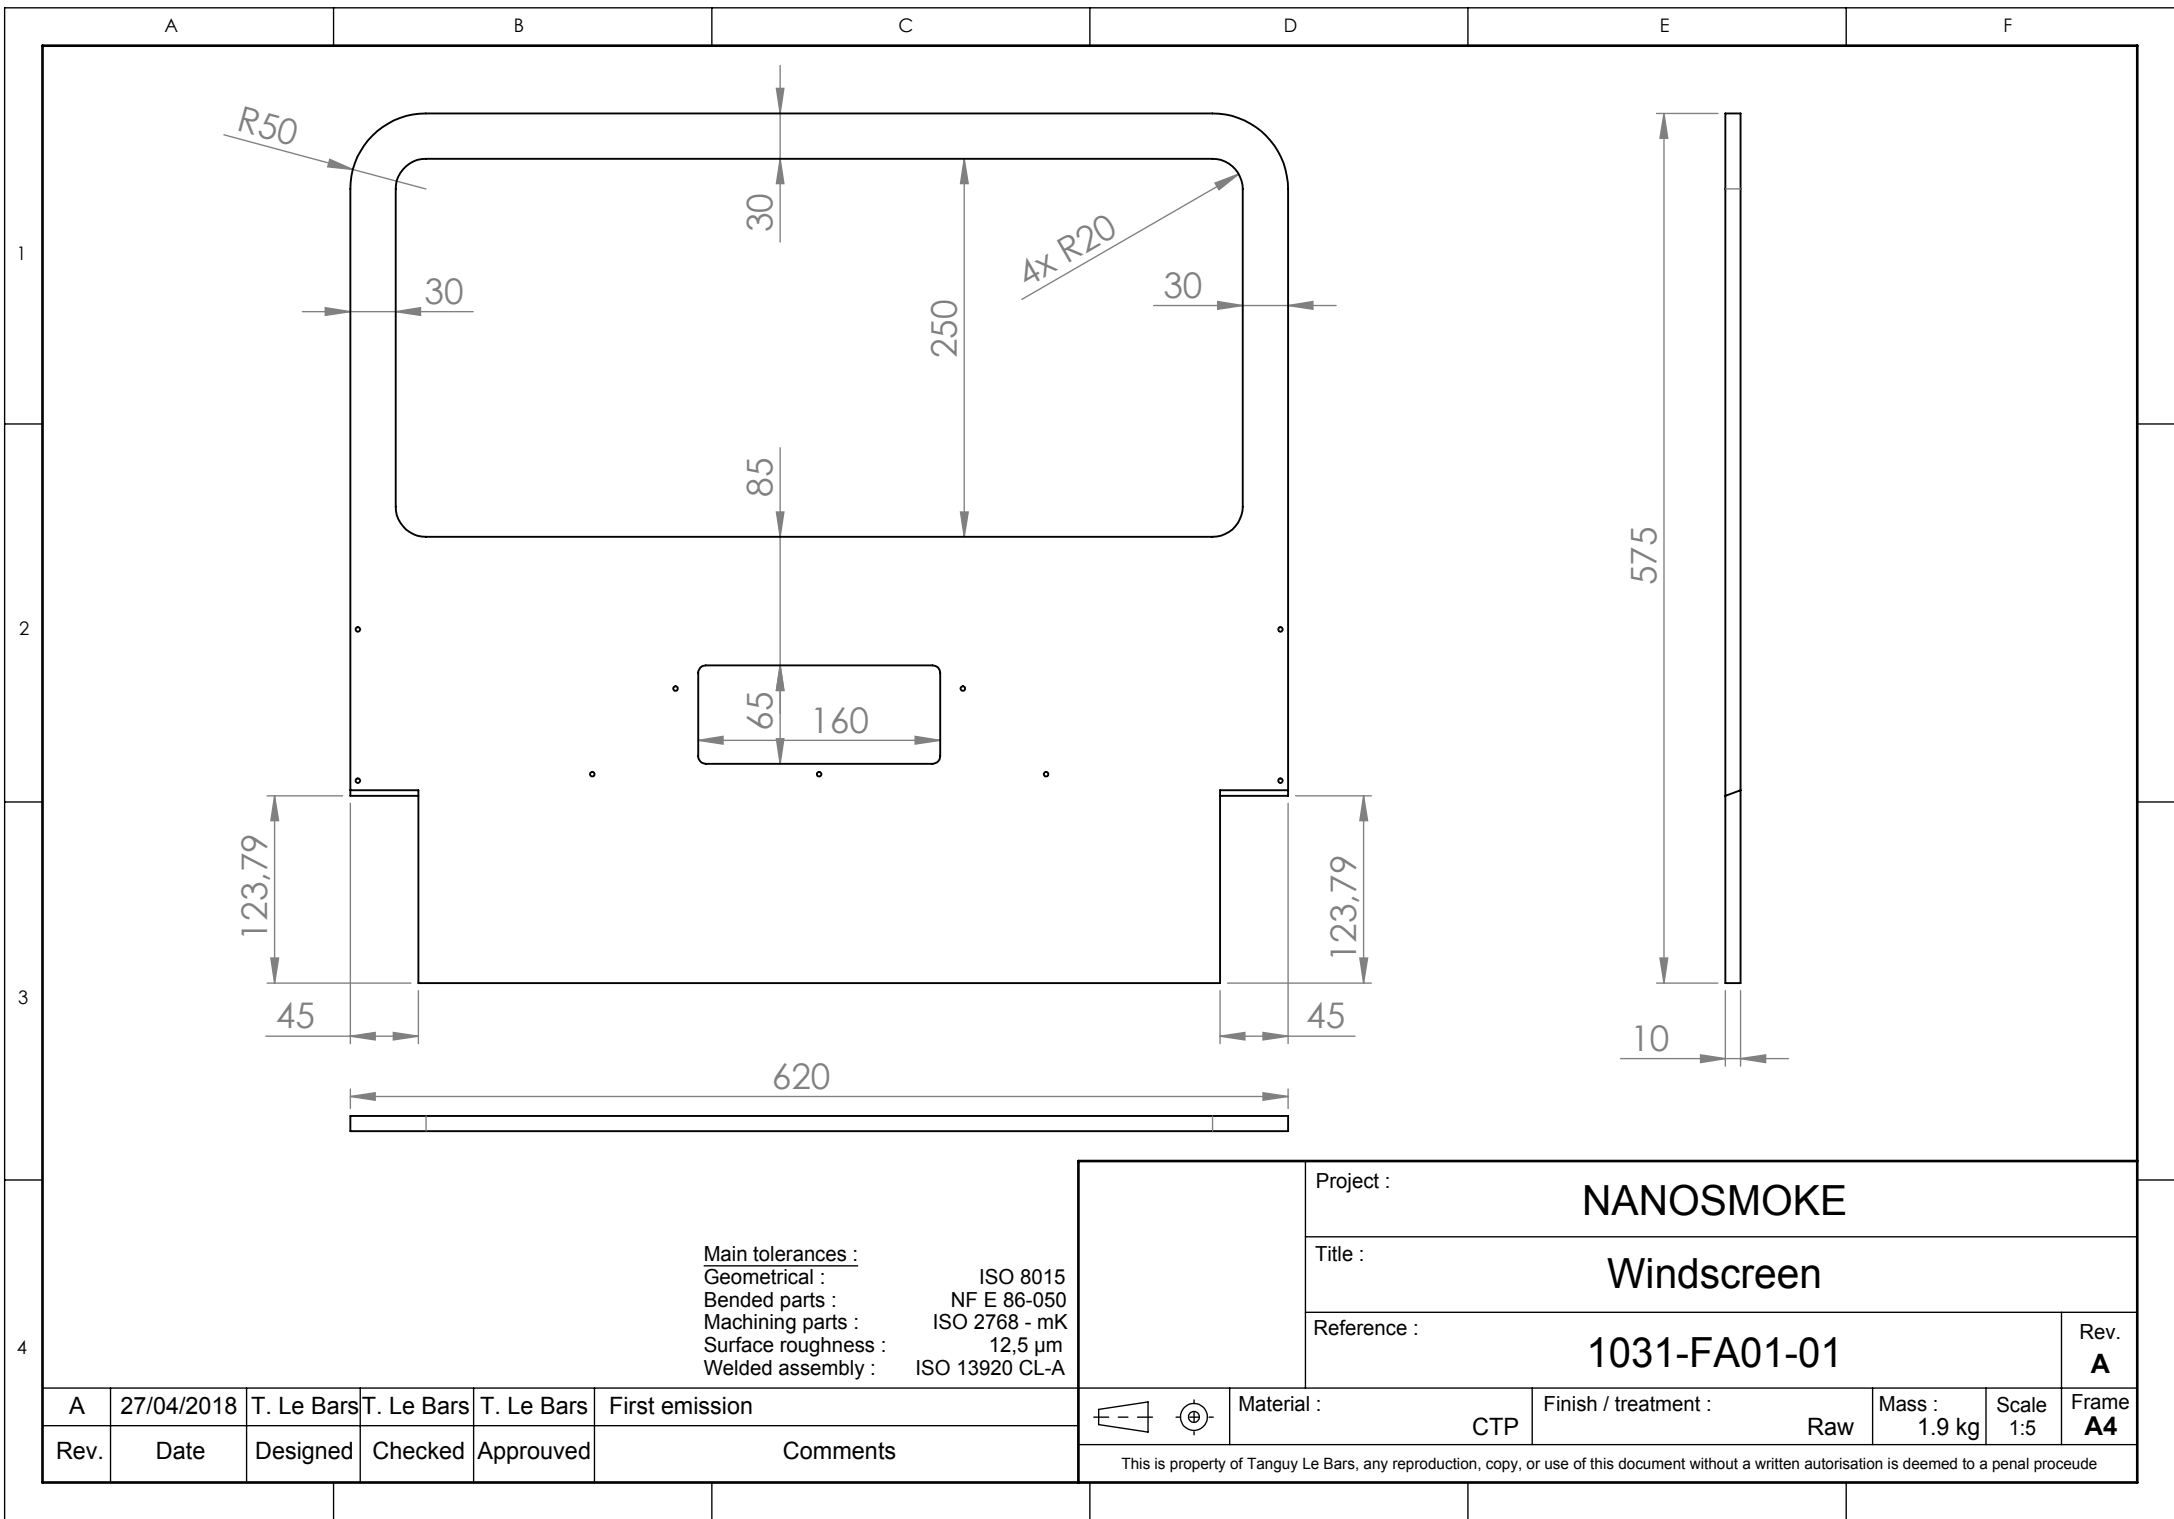 A B C D E F
R50
30
4x R20
1
30 30
250
85
575
2
65
160
123,79 123,79
3
45 45
10
620
Project :
NANOSMOKE
Title :
Windscreen
Main tolerances :
Geometrical : ISO 8015
Bended parts : NF E 86-050
Machining parts : ISO 2768 - mK
Surface roughness : 12,5 µm
Welded assembly : ISO 13920 CL-A
Reference :
1031-FA01-01
Rev.
A
4
A 27/04/2018 T. Le Bars T. Le Bars T. Le Bars First emission
Rev. Date Designed Checked Approuved Comments
Material :
CTP
Finish / treatment :
Raw
Mass :
1.9 kg
Scale
1:5
Frame
A4
This is property of Tanguy Le Bars, any reproduction, copy, or use of this document without a written autorisation is deemed to a penal proceude